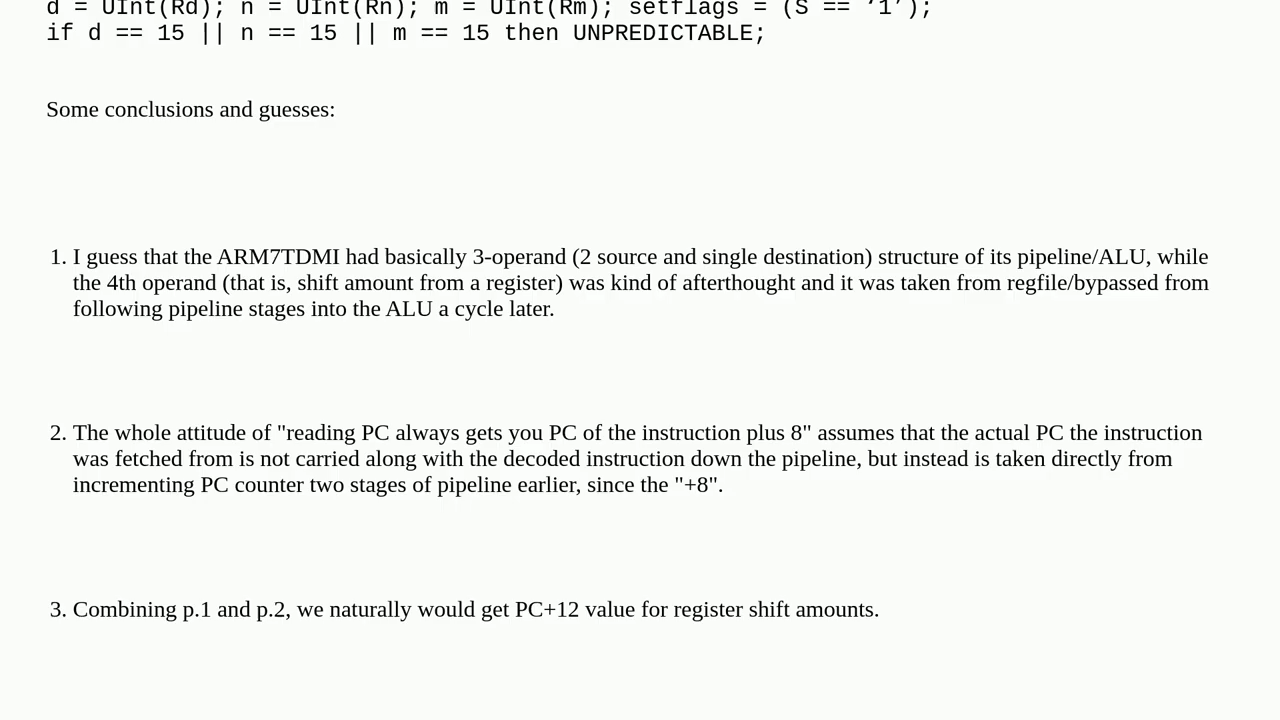 d = UInt(Rd); n = UInt(Rn); m = UInt(Rm); setflags = (S == ‘1’);
if d == 15 || n == 15 || m == 15 then UNPREDICTABLE;
Some conclusions and guesses:
1. I guess that the ARM7TDMI had basically 3-operand (2 source and single destination) structure of its pipeline/ALU, while
the 4th operand (that is, shift amount from a register) was kind of afterthought and it was taken from regfile/bypassed from
following pipeline stages into the ALU a cycle later.
2. The whole attitude of "reading PC always gets you PC of the instruction plus 8" assumes that the actual PC the instruction
was fetched from is not carried along with the decoded instruction down the pipeline, but instead is taken directly from
incrementing PC counter two stages of pipeline earlier, since the "+8".
3. Combining p.1 and p.2, we naturally would get PC+12 value for register shift amounts.